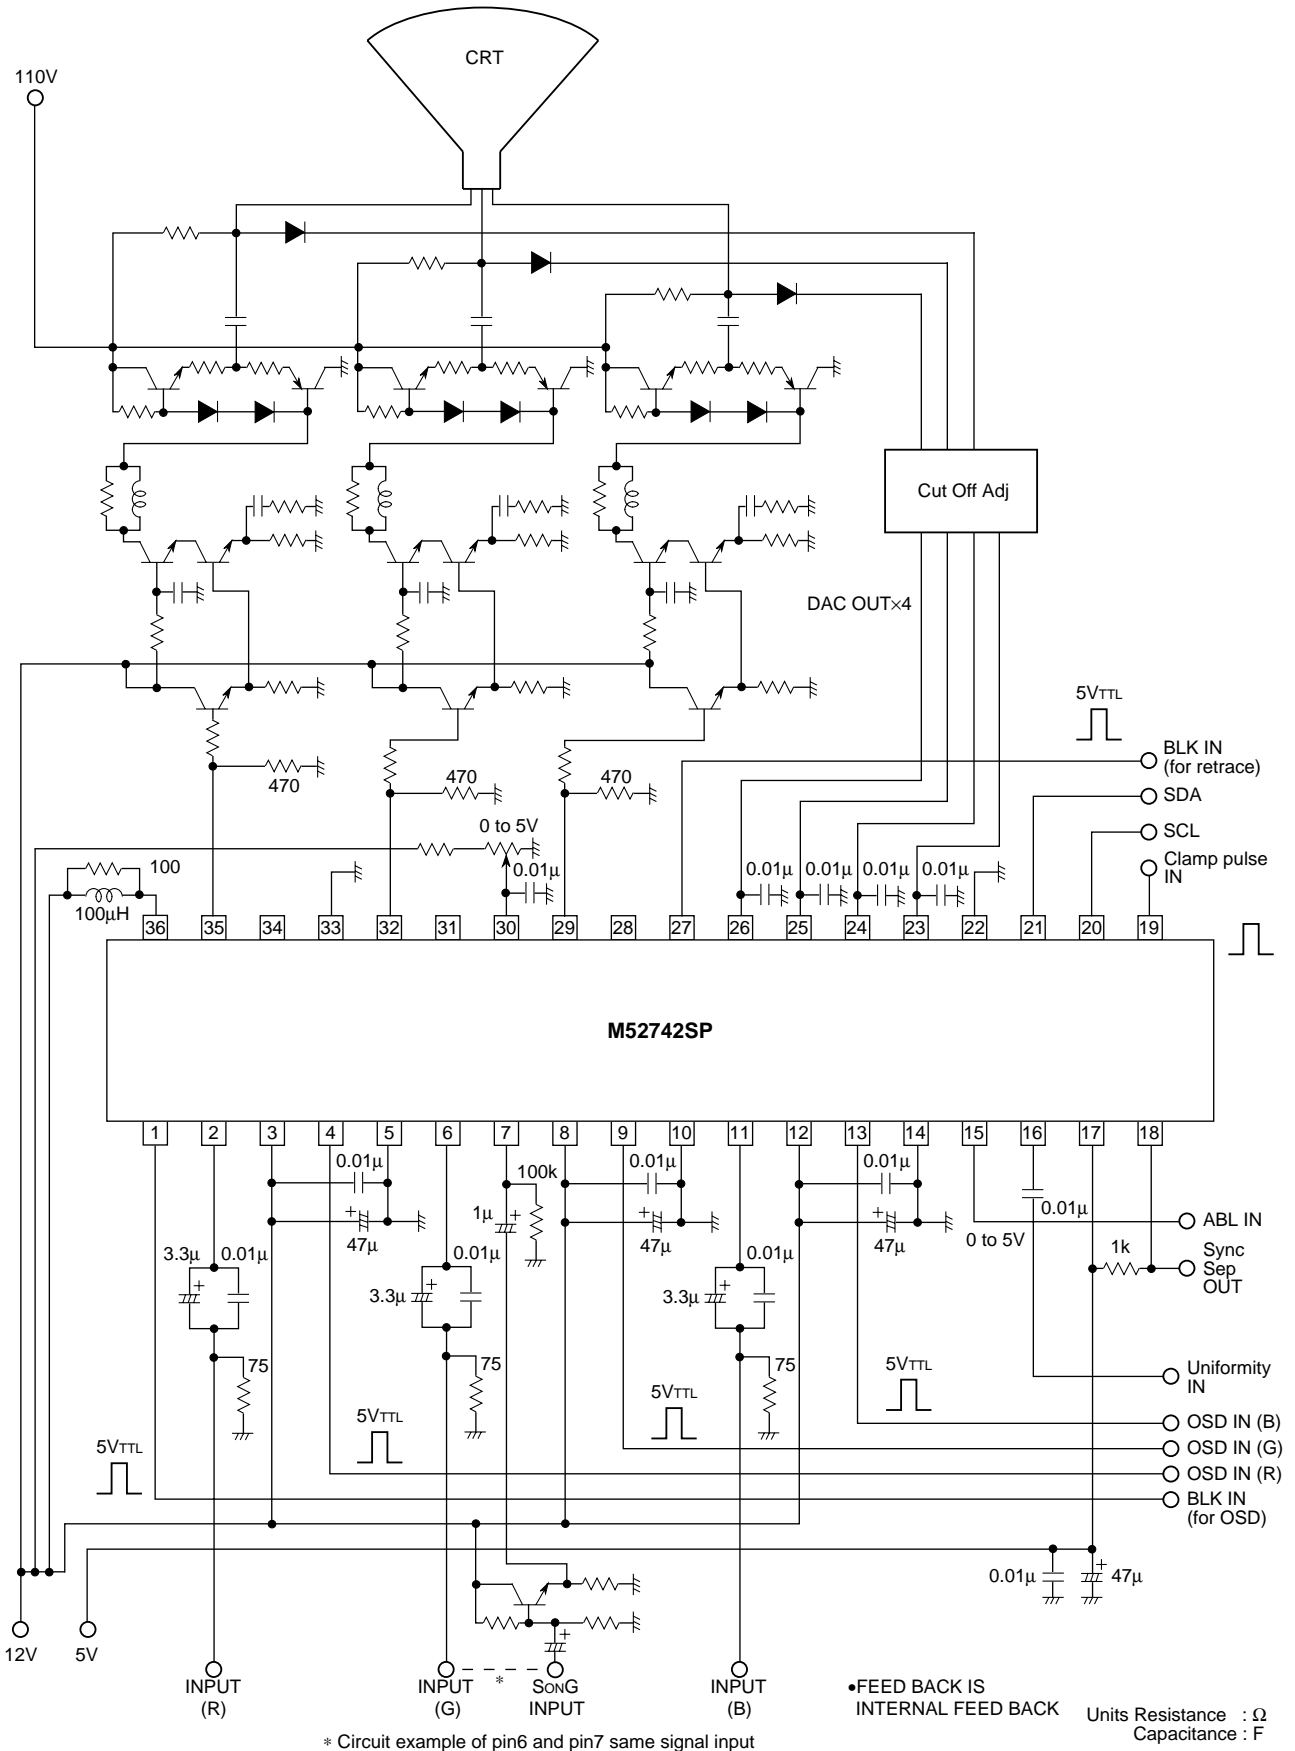 CRT
110V
Cut Off Adj
DAC OUT×4
5VTTL
BLK IN
(for retrace)
470
470
470
SDA
0 to 5V
SCL
100
0.01μ
0.01μ
0.01μ
0.01μ
0.01μ
Clamp pulse
IN
100μH
36
35
34
33
32
31
30
29
28
27
26
25
24
23
22
21
20
19
M52742SP
1
2
3
4
5
6
7
8
9
10
11
12
13
14
15
16
17
18
0.01μ
100k
0.01μ
0.01μ
+
1μ
+
+
+
0.01μ
ABL IN
47μ
47μ
47μ
0 to 5V
3.3μ
0.01μ
0.01μ
0.01μ
1k
Sync
Sep
OUT
+
3.3μ
+
3.3μ
+
75
75
75
5VTTL
Uniformity
IN
5VTTL
5VTTL
OSD IN (B)
5VTTL
OSD IN (G)
OSD IN (R)
BLK IN
(for OSD)
0.01μ
+
47μ
12V
5V
+
INPUT
(R)
INPUT
(G)
*
SONG
INPUT
INPUT
(B)
•FEED BACK IS
INTERNAL FEED BACK
Units Resistance : Ω
Capacitance : F
* Circuit example of pin6 and pin7 same signal input